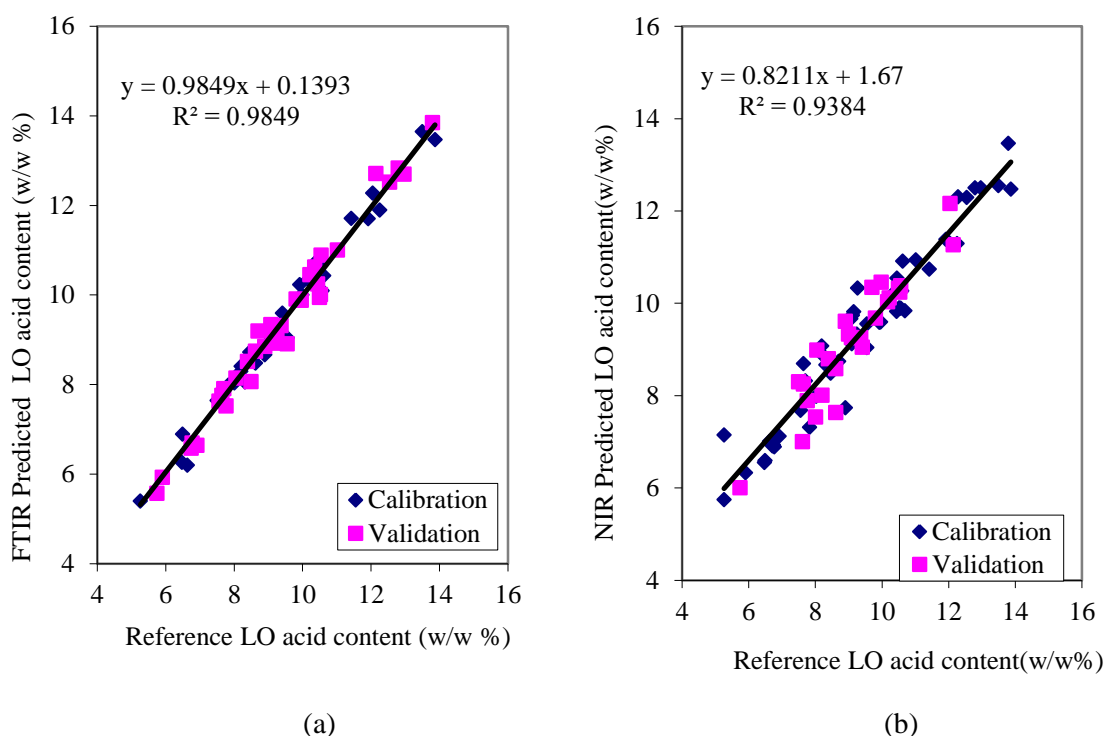 16
14
12
10
8
6
4
y = 0.9849x + 0.1393
R² = 0.9849
FTIR Predicted LO acid content (w/w %)
Calibration
Validation
4 6 8 10 12 14 16
Reference LO acid content (w/w %)
(a)
16
14
12
10
8
6
4
y = 0.8211x + 1.67
R² = 0.9384
NIR Predicted LO acid content(w/w%)
Calibration
Validation
4 6 8 10 12 14 16
Reference LO acid content(w/w%)
(b)